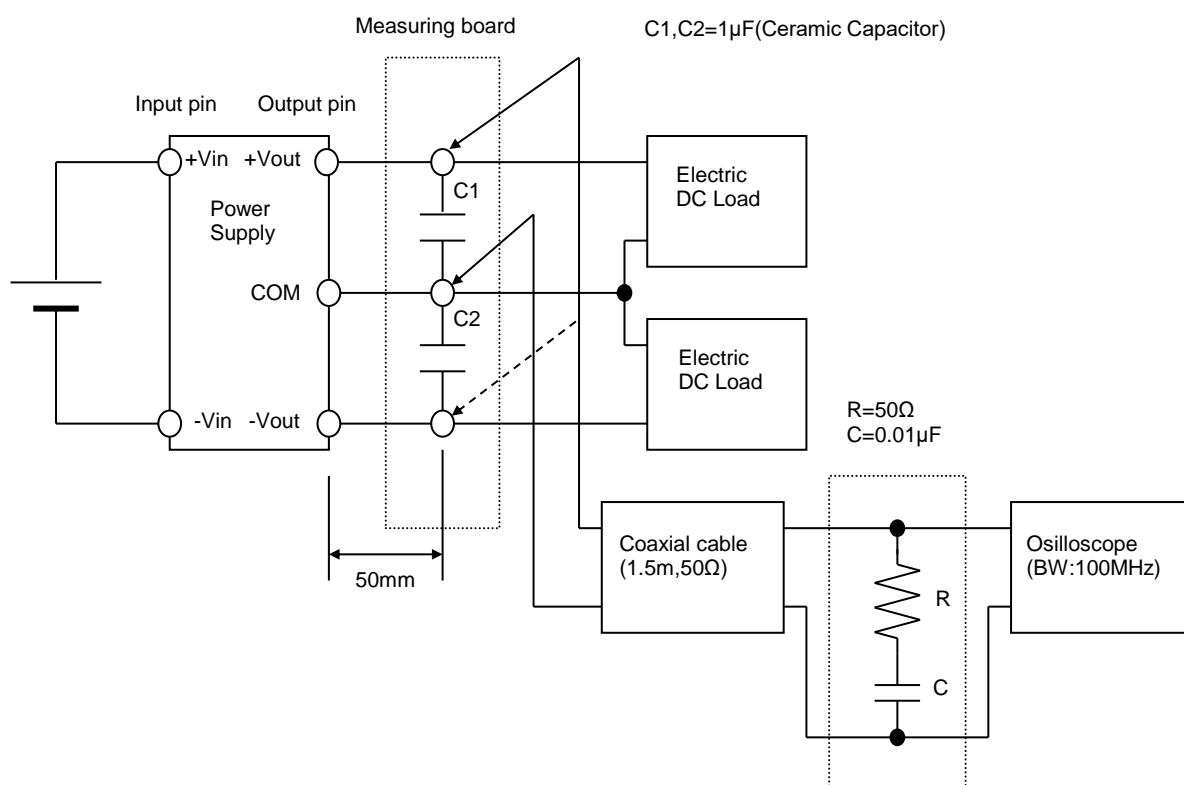 Measuring board
C1,C2=1µF(Ceramic Capacitor)
Input pin
Output pin
+Vin
+Vout
C1
Electric
DC Load
Power
Supply
COM
C2
Electric
DC Load
-Vin
-Vout
R=50Ω
C=0.01µF
50mm
Coaxial cable
(1.5m,50Ω)
R
C
Osilloscope
(BW:100MHz)